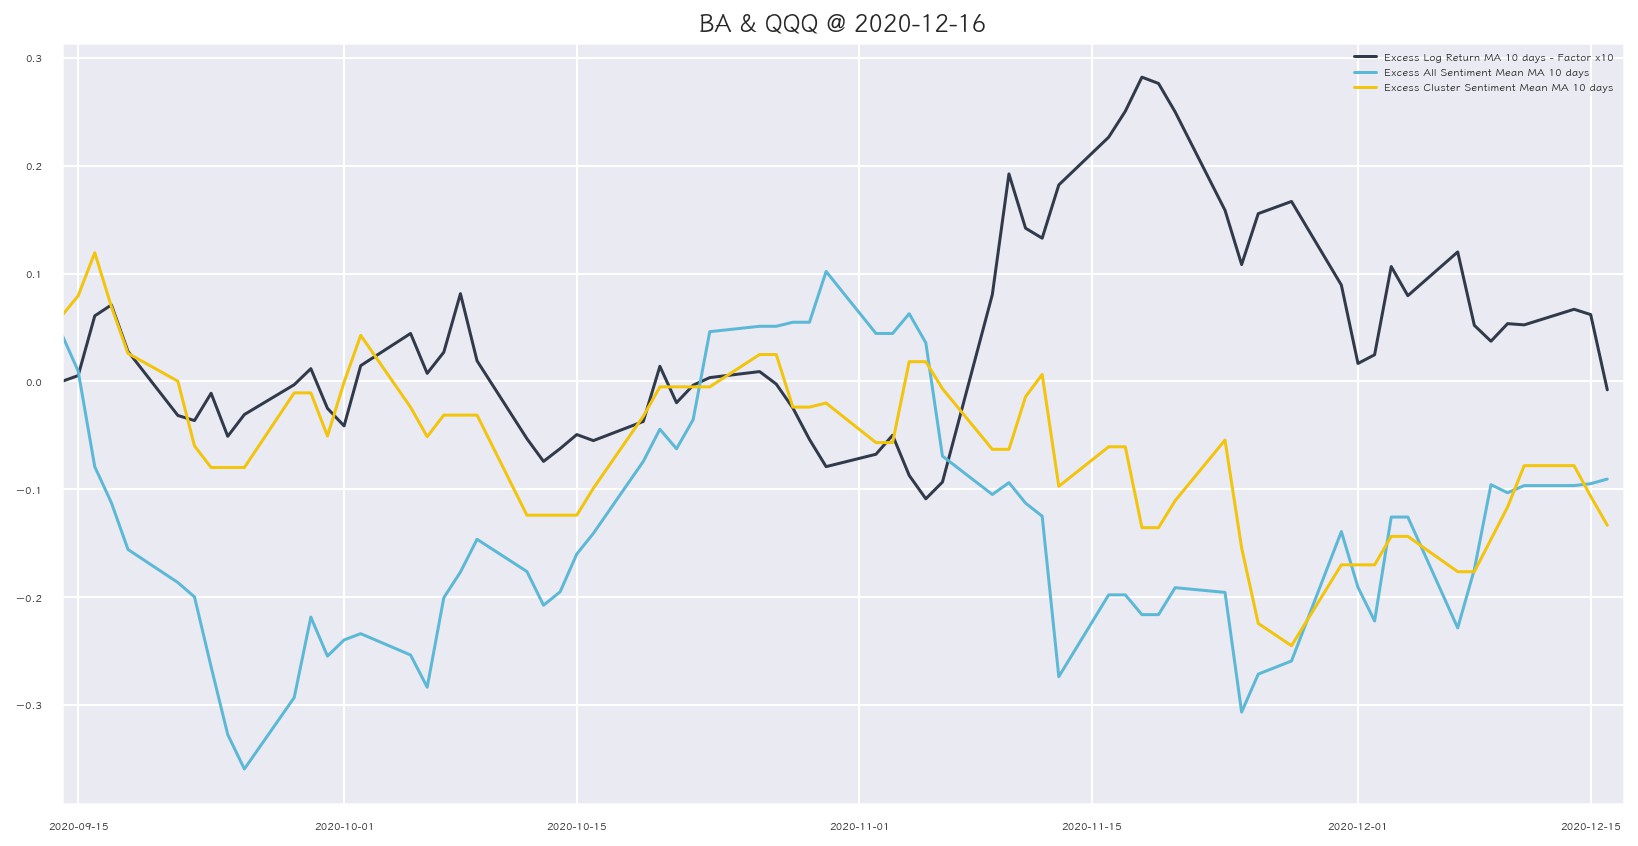 BA & QQQ @ 2020-12-16
Excess Log Return MA 10 days - Factor x10
Excess All Sentiment Mean MA 10 days
Excess Cluster Sentiment Mean MA 10 days
0.3
0.2
0.1
0.0
−0.1
−0.2
−0.3
2020-09-15 2020-10-01 2020-10-15 2020-11-01 2020-11-15 2020-12-01 2020-12-15